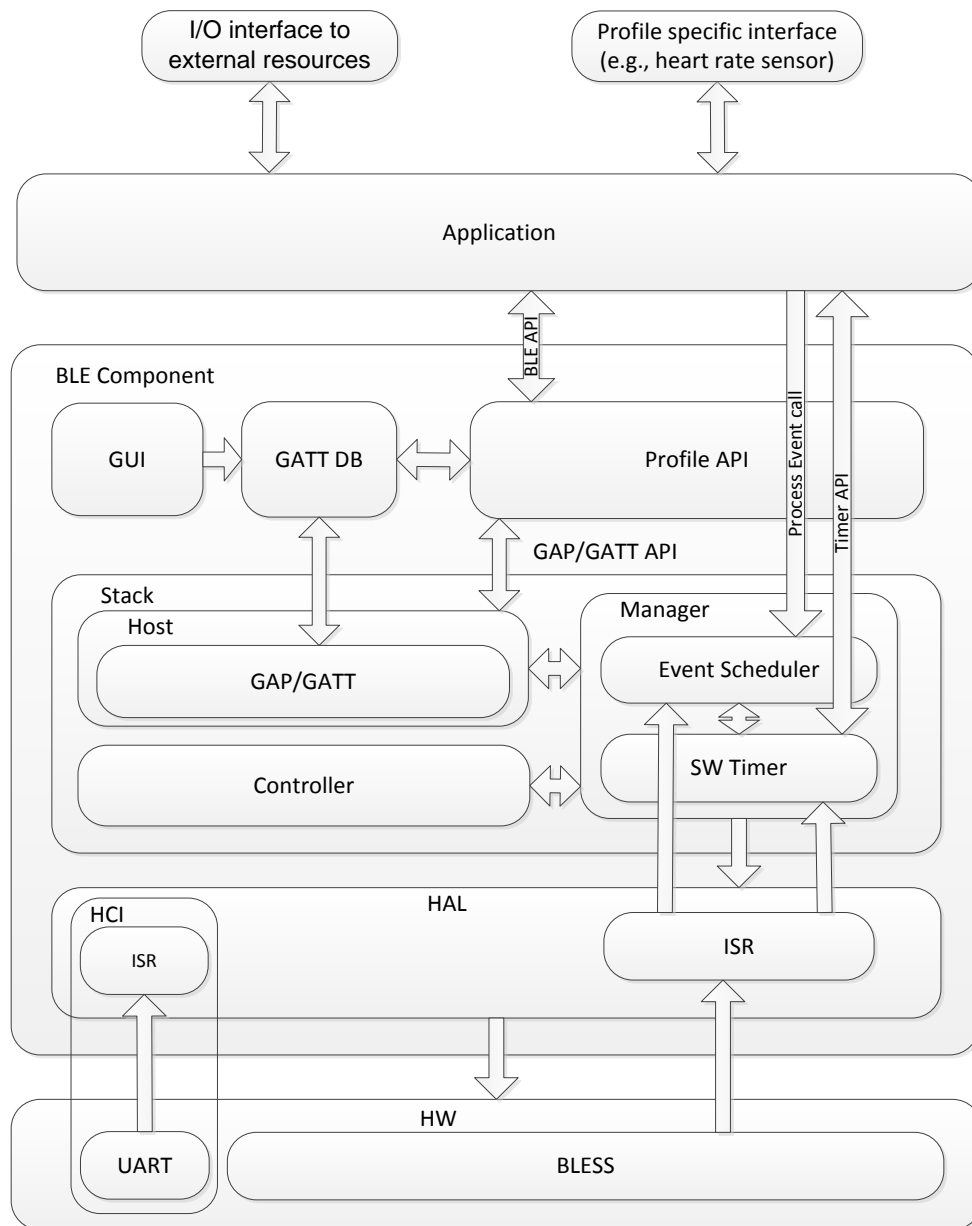 I/O interface to
external resources
Profile specific interface
(e.g., heart rate sensor)
Application
BLE API
Process Event call
Timer API
BLE Component
GUI
GATT DB
Profile API
GAP/GATT API
Stack
Host
GAP/GATT
Manager
Event Scheduler
SW Timer
Controller
HAL
HCI
ISR
ISR
HW
UART
BLESS